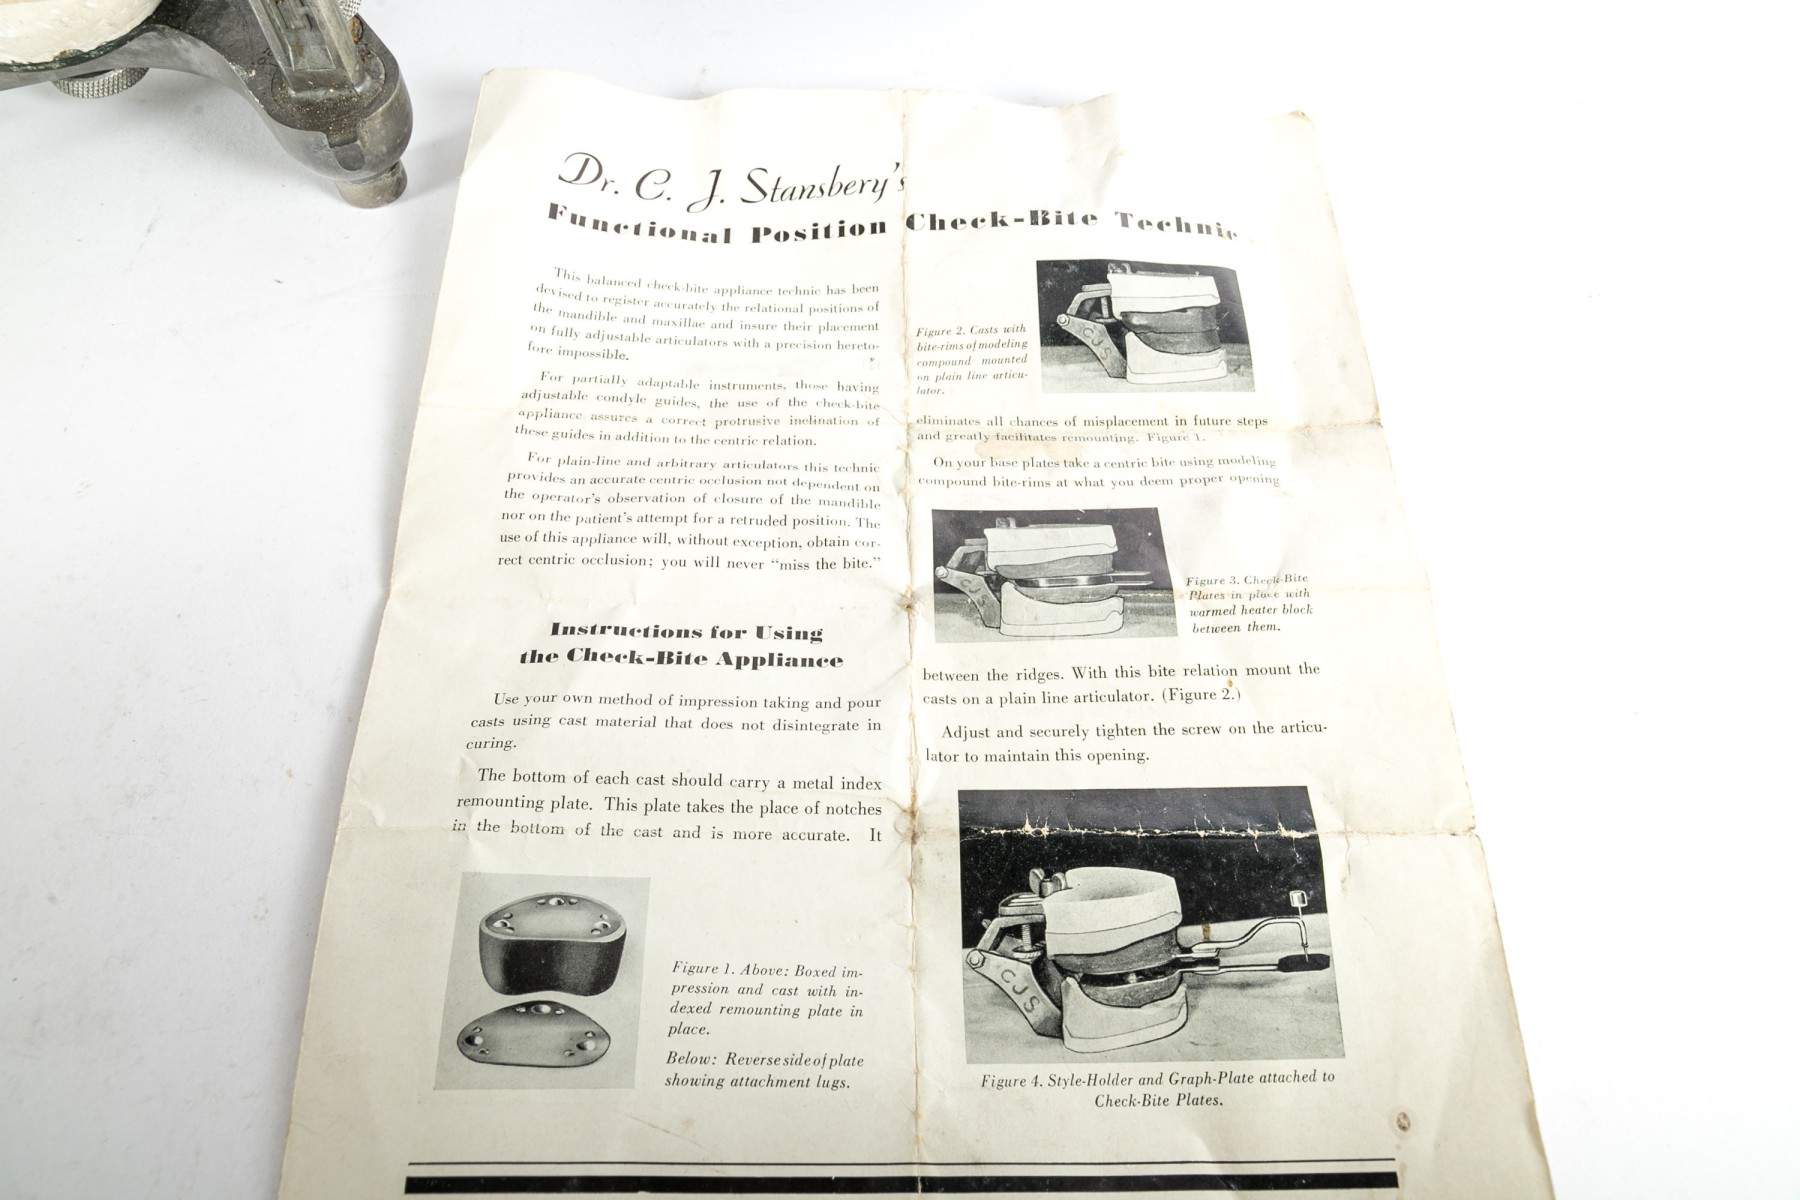 Dr. C. J. Stansbery's
Functional Position Check-Bite Technic
This balanced check-bite appliance technic has been
devised to register accurately the relational positions of
the mandible and maxillae and insure their placement
on fully adjustable articulators with a precision hereto-
fore impossible.
For partially adaptable instruments, those having
adjustable condyle guides, the use of the check-bite
appliance assures a correct protrusive inclination of
these guides in addition to the centric relation.
For plain-line and arbitrary articulators this technic
provides an accurate centric occlusion not dependent on
the operator's observation of closure of the mandible
nor on the patient's attempt for a retruded position. The
use of this appliance will, without exception, obtain cor-
rect centric occlusion; you will never “miss the bite.”
Instructions for Using
the Check-Bite Appliance
Use your own method of impression taking and pour
casts using cast material that does not disintegrate in
curing.
The bottom of each cast should carry a metal index
remounting plate. This plate takes the place of notches
in the bottom of the cast and is more accurate. It
Figure 1. Above: Boxed im-
pression and cast with in-
dexed remounting plate in
place.
Below: Reverse side of plate
showing attachment lugs.
Figure 2. Casts with
bite-rims of modeling
compound mounted
on plain line articu-
lator.
CJS
eliminates all chances of misplacement in future steps
and greatly facilitates remounting. Figure 1.
On your base plates take a centric bite using modeling
compound bite-rims at what you deem proper opening
CJS
Figure 3. Check-Bite
Plates in place with
warmed heater block
between them.
between the ridges. With this bite relation mount the
casts on a plain line articulator. (Figure 2.)
Adjust and securely tighten the screw on the articu-
lator to maintain this opening.
CJS
Figure 4. Style-Holder and Graph-Plate attached to
Check-Bite Plates.